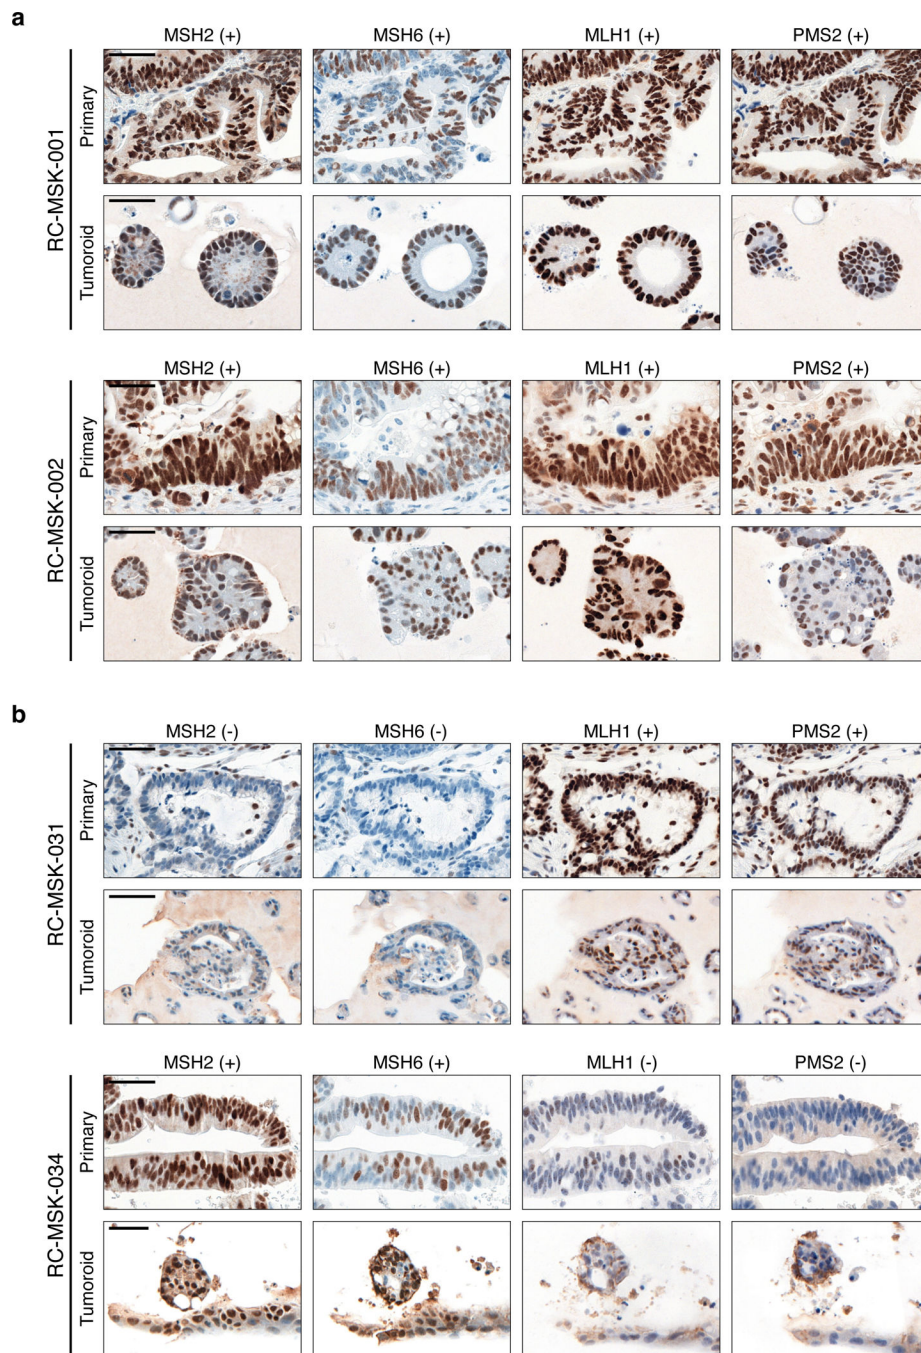 a
MSH2 (+) MSH6 (+) MLH1 (+) PMS2 (+)
RC-MSK-001
Primary
Tumoroid
MSH2 (+) MSH6 (+) MLH1 (+) PMS2 (+)
RC-MSK-002
Primary
Tumoroid
b
MSH2 (-) MSH6 (-) MLH1 (+) PMS2 (+)
RC-MSK-031
Primary
Tumoroid
MSH2 (+) MSH6 (+) MLH1 (-) PMS2 (-)
RC-MSK-034
Primary
Tumoroid